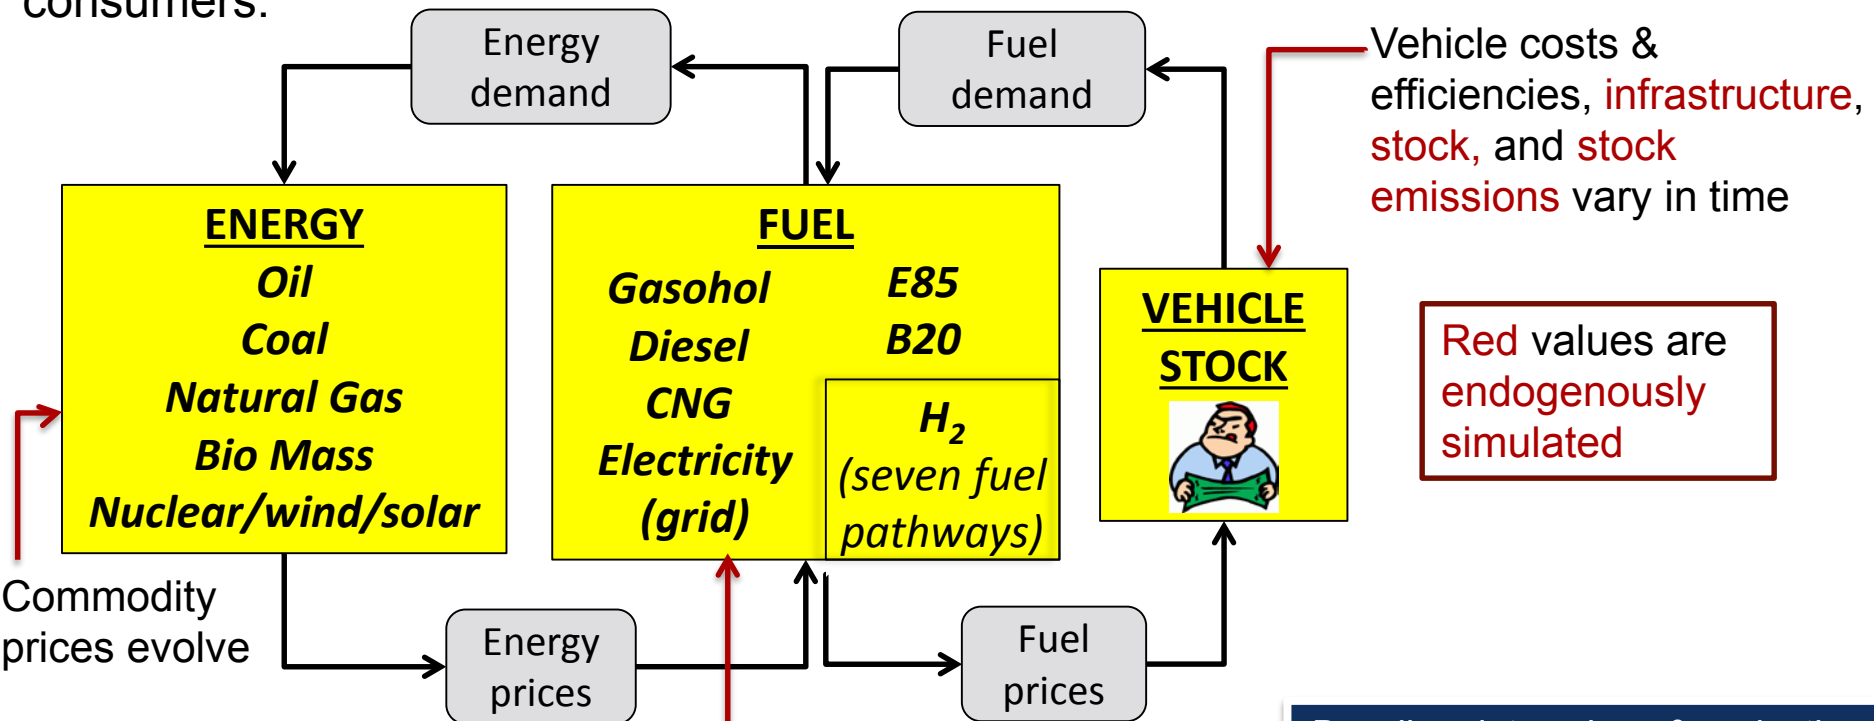 consumers.
Energy
demand
Fuel
demand
Vehicle costs &
efficiencies, infrastructure,
stock, and stock
emissions vary in time
ENERGY
Oil
Coal
Natural Gas
Bio Mass
Nuclear/wind/solar
FUEL
Gasohol
Diesel
CNG
Electricity
(grid)
E85
B20
H2
(seven fuel
pathways)
VEHICLE
STOCK
Red values are
endogenously
simulated
Commodity
prices evolve
Energy
prices
Fuel
prices